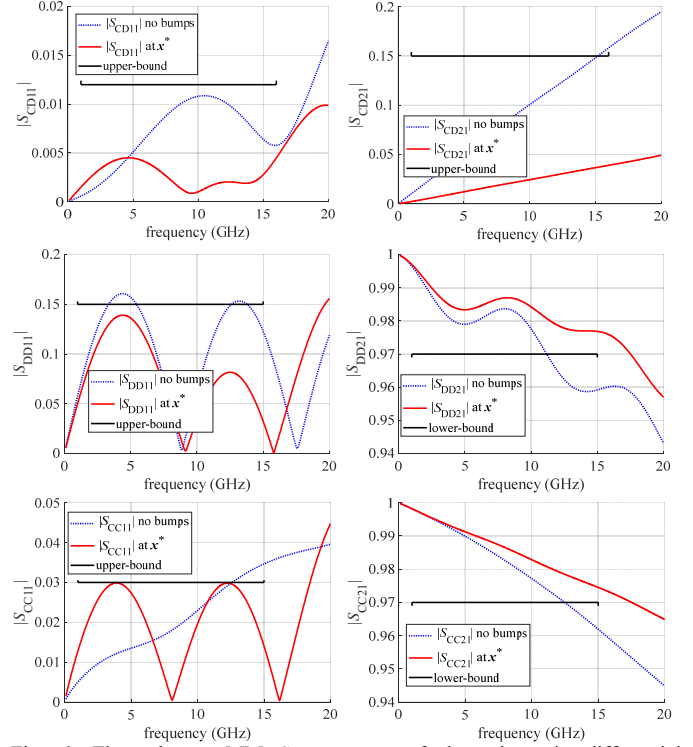 0.02
0.015
0.01
0.005
0
|S_CD11|
|S_CD11| no bumps
|S_CD11| at x*
upper-bound
0 5 10 15 20
frequency (GHz)
0.2
0.15
0.1
0.05
0
|S_CD21|
|S_CD21| no bumps
|S_CD21| at x*
upper-bound
0 5 10 15 20
frequency (GHz)
0.2
0.15
0.1
0.05
0
|S_DD11|
|S_DD11| no bumps
|S_DD11| at x*
upper-bound
0 5 10 15 20
frequency (GHz)
1
0.99
0.98
0.97
0.96
0.95
0.94
|S_DD21|
|S_DD21| no bumps
|S_DD21| at x*
lower-bound
0 5 10 15 20
frequency (GHz)
0.05
0.04
0.03
0.02
0.01
0
|S_CC11|
|S_CC11| no bumps
|S_CC11| at x*
upper-bound
0 5 10 15 20
frequency (GHz)
1
0.99
0.98
0.97
0.96
0.95
0.94
|S_CC21|
|S_CC21| no bumps
|S_CC21| at x*
lower-bound
0 5 10 15 20
frequency (GHz)